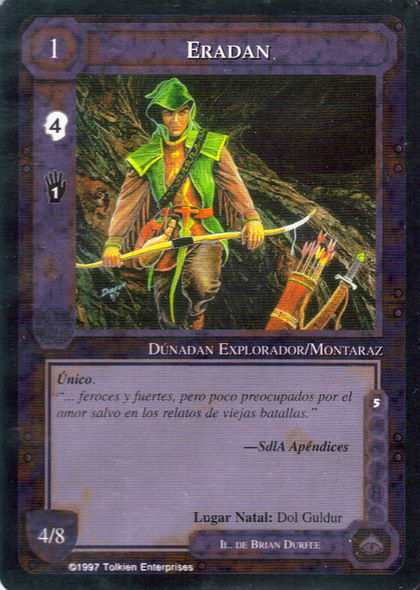 1
ERADAN
4
1
DÚNADAN EXPLORADOR/MONTARAZ
Único.
“... feroces y fuertes, pero poco preocupados por el
amor salvo en los relatos de viejas batallas.”
—SdlA Apéndices
5
Lugar Natal: Dol Guldur
4/8
IL. DE BRIAN DURFEE
©1997 Tolkien Enterprises